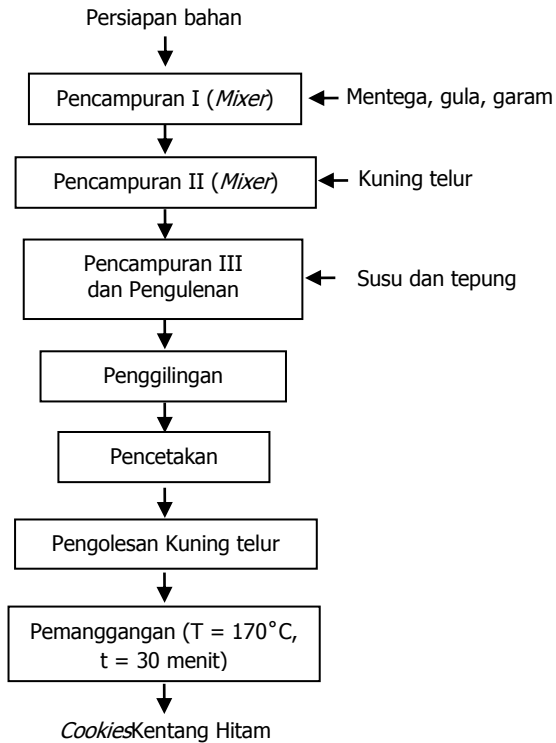 Persiapan bahan
Pencampuran I (Mixer)
Mentega, gula, garam
Pencampuran II (Mixer)
Kuning telur
Pencampuran III
dan Pengulenan
Susu dan tepung
Penggilingan
Pencetakan
Pengolesan Kuning telur
Pemanggangan (T = 170˚C,
t = 30 menit)
CookiesKentang Hitam